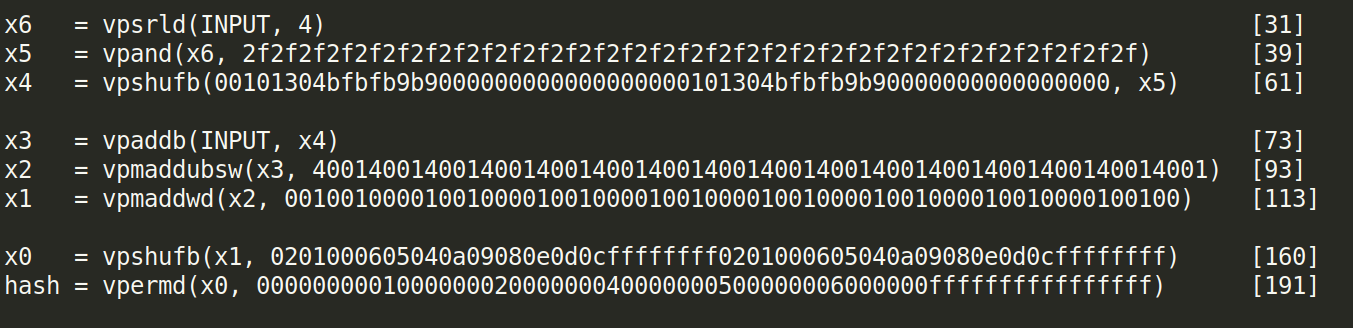 x6   = vpsrld(INPUT, 4) [31]
x5   = vpand(x6, 2f2f2f2f2f2f2f2f2f2f2f2f2f2f2f2f2f2f2f2f2f2f2f2f2f2f2f2f2f2f2f2f) [39]
x4   = vpshufb(00101304bfbfb9b9000000000000000000101304bfbfb9b90000000000000000, x5) [61]
x3   = vpaddb(INPUT, x4) [73]
x2   = vpmaddubsw(x3, 4001400140014001400140014001400140014001400140014001400140014001) [93]
x1   = vpmaddwd(x2, 0010010000100100001001000010010000100100001001000010010000100100) [113]
x0   = vpshufb(x1, 0201000605040a09080e0d0cffffffff0201000605040a09080e0d0cffffffff) [160]
hash = vpermd(x0, 000000000100000002000000040000000500000006000000ffffffffffffffff) [191]